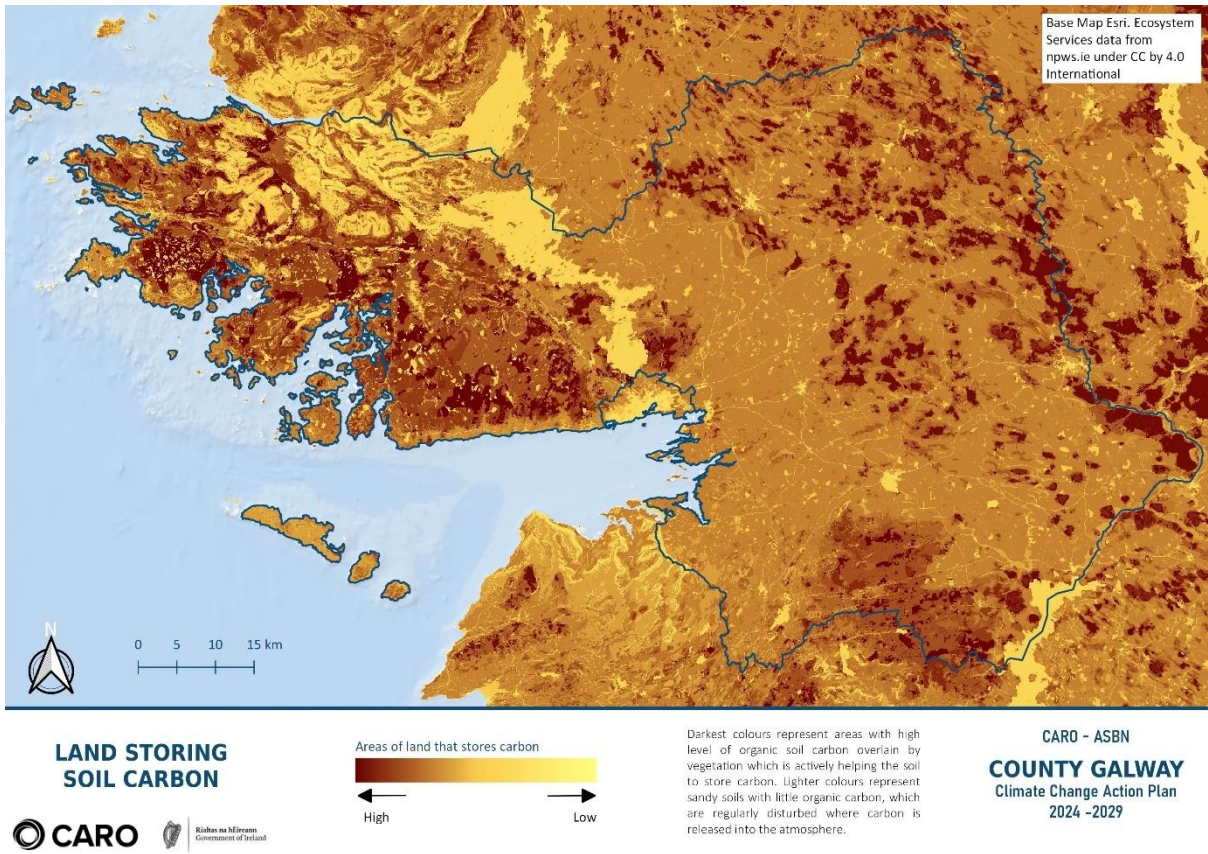 Base Map Esri. Ecosystem
Services data from
npws.ie under CC by 4.0
International
N
0 5 10 15 km
LAND STORING
SOIL CARBON
CARO
Rialtas na hÉireann
Government of Ireland
Areas of land that stores carbon
High
Low
Darkest colours represent areas with high
level of organic soil carbon overlain by
vegetation which is actively helping the soil
to store carbon. Lighter colours represent
sandy soils with little organic carbon, which
are regularly disturbed where carbon is
released into the atmosphere.
CARO - ASBN
COUNTY GALWAY
Climate Change Action Plan
2024 -2029